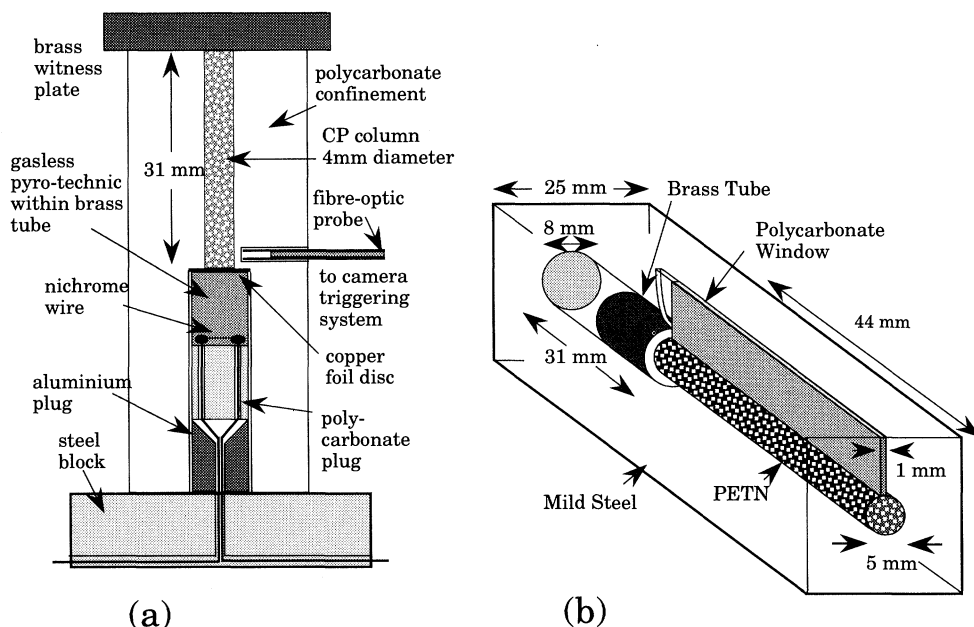 brass
witness
plate
polycarbonate
confinement
CP column
4mm diameter
31 mm
gasless
pyro-technic
within brass
tube
fibre-optic
probe
to camera
triggering
system
nichrome
wire
copper
foil disc
aluminium
plug
poly-
carbonate
plug
steel
block
(a)
25 mm
Brass Tube
8 mm
Polycarbonate
Window
44 mm
31 mm
1 mm
PETN
Mild Steel
5 mm
(b)